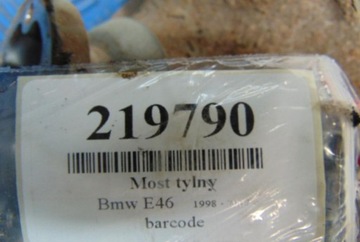 219790
Most tylny
Bmw E46 1998 -
barcode